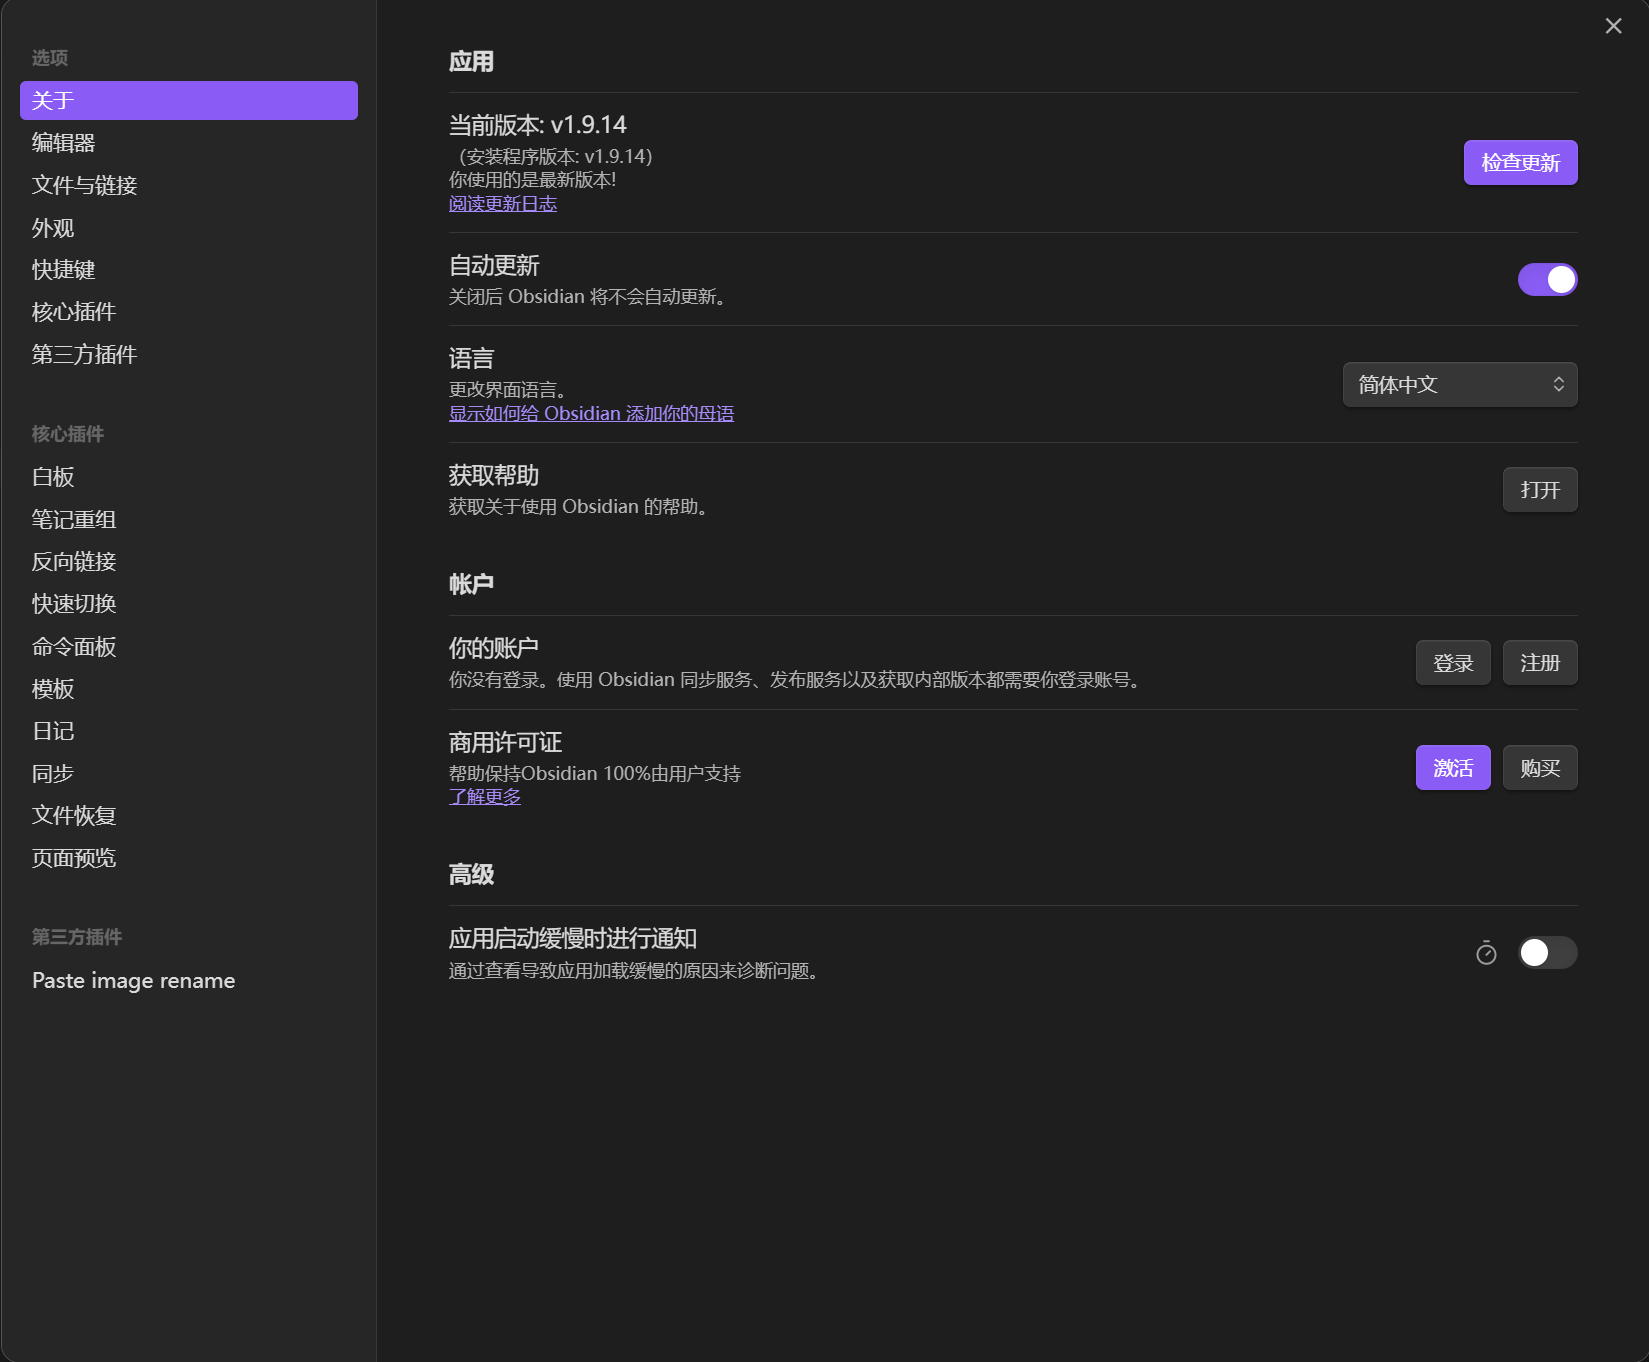 选项
关于
编辑器
文件与链接
外观
快捷键
核心插件
第三方插件
核心插件
白板
笔记重组
反向链接
快速切换
命令面板
模板
日记
同步
文件恢复
页面预览
第三方插件
Paste image rename
应用
当前版本: v1.9.14
（安装程序版本: v1.9.14）
你使用的是最新版本!
阅读更新日志
检查更新
自动更新
关闭后 Obsidian 将不会自动更新。
语言
更改界面语言。
显示如何给 Obsidian 添加你的母语
简体中文
获取帮助
获取关于使用 Obsidian 的帮助。
打开
帐户
你的账户
你没有登录。使用 Obsidian 同步服务、发布服务以及获取内部版本都需要你登录账号。
登录
注册
商用许可证
帮助保持Obsidian 100%由用户支持
了解更多
激活
购买
高级
应用启动缓慢时进行通知
通过查看导致应用加载缓慢的原因来诊断问题。